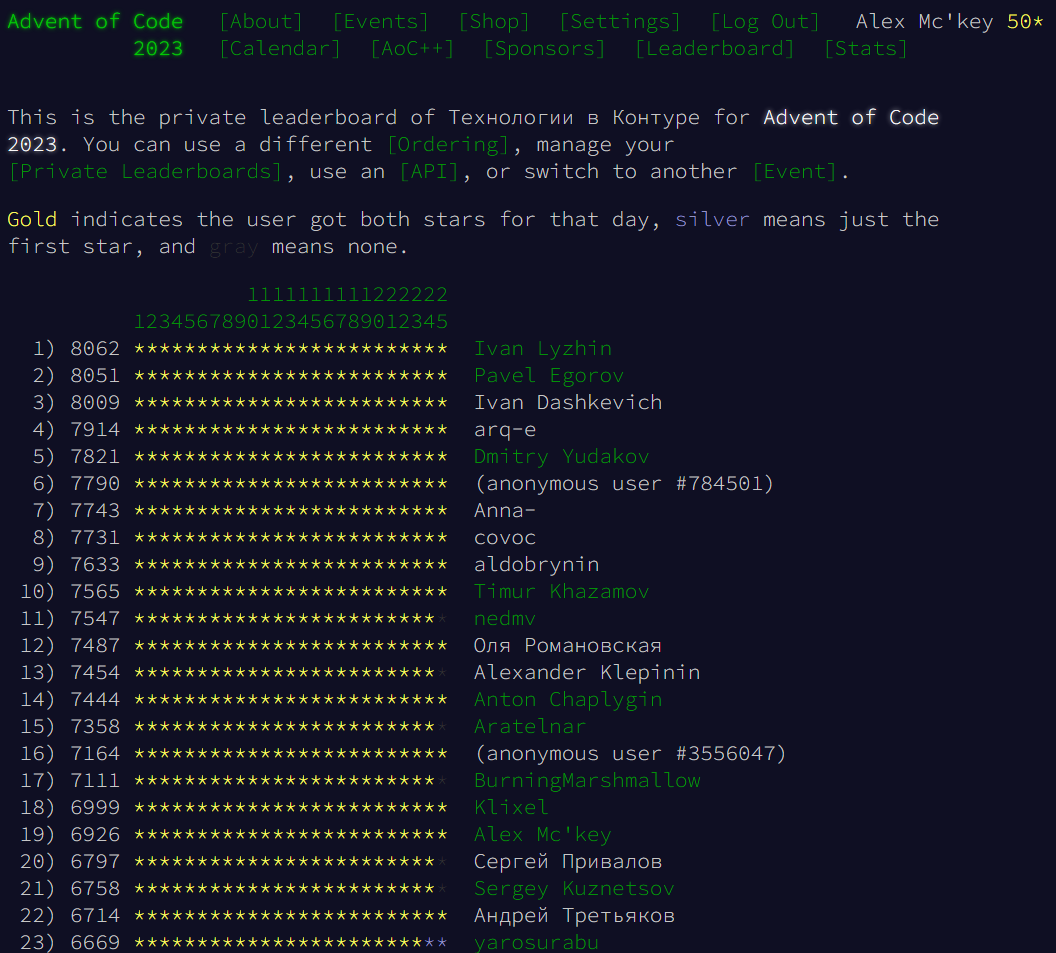 Advent of Code [About] [Events] [Shop] [Settings] [Log Out] Alex Mc'key 50*
2023 [Calendar] [AoC++] [Sponsors] [Leaderboard] [Stats]
This is the private leaderboard of Технологии в Контуре for Advent of Code
2023. You can use a different [Ordering], manage your
[Private Leaderboards], use an [API], or switch to another [Event].
Gold indicates the user got both stars for that day, silver means just the
first star, and gray means none.
1111111111222222
1234567890123456789012345
1) 8062 ************************* Ivan Lyzhin
2) 8051 ************************* Pavel Egorov
3) 8009 ************************* Ivan Dashkevich
4) 7914 ************************* arq-e
5) 7821 ************************* Dmitry Yudakov
6) 7790 ************************* (anonymous user #784501)
7) 7743 ************************* Anna-
8) 7731 ************************* covoc
9) 7633 ************************* aldobrynin
10) 7565 ************************* Timur Khazamov
11) 7547 ************************* nedmv
12) 7487 ************************* Оля Романовская
13) 7454 ************************* Alexander Klepinin
14) 7444 ************************* Anton Chaplygin
15) 7358 ************************* Aratelnar
16) 7164 ************************* (anonymous user #3556047)
17) 7111 ************************* BurningMarshmallow
18) 6999 ************************* Klixel
19) 6926 ************************* Alex Mc'key
20) 6797 ************************* Сергей Привалов
21) 6758 ************************* Sergey Kuznetsov
22) 6714 ************************* Андрей Третьяков
23) 6669 ************************* yarosurabu